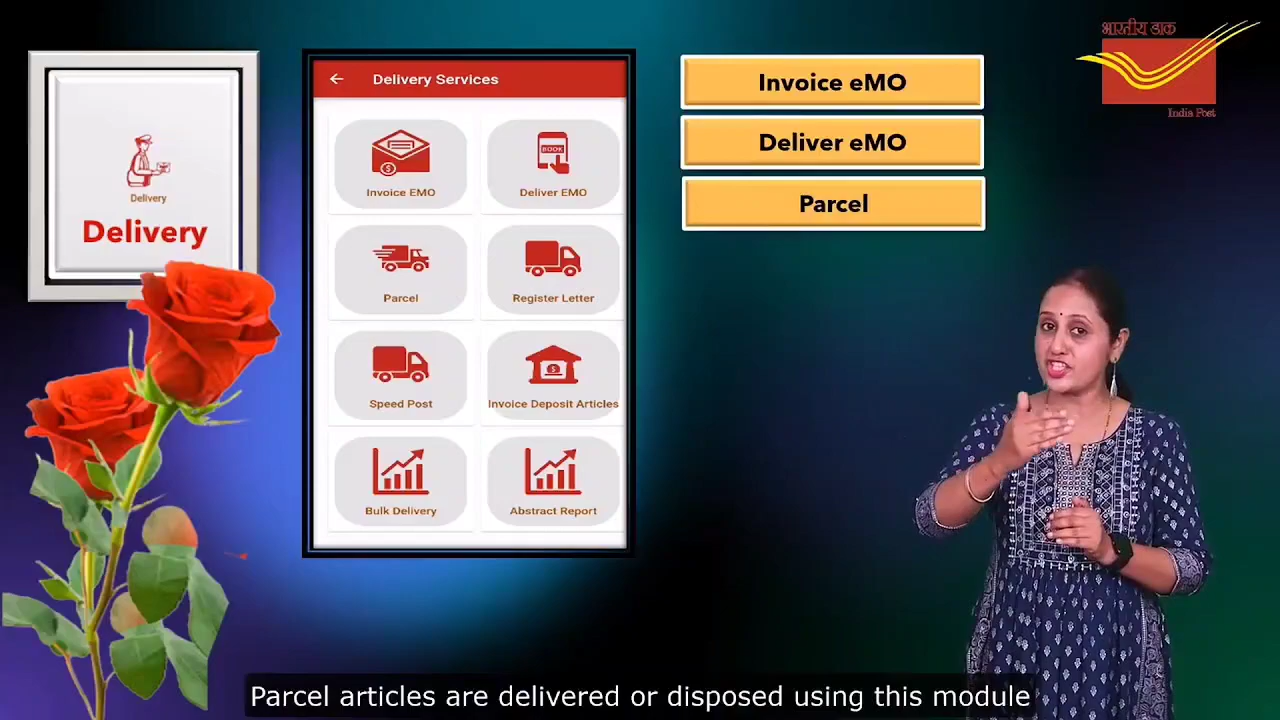 भारतीय डाक
India Post
Delivery
Delivery
Delivery Services
Invoice EMO
Deliver EMO
BOOK
Parcel
Register Letter
Speed Post
Invoice Deposit Articles
Bulk Delivery
Abstract Report
Invoice eMO
Deliver eMO
Parcel
Parcel articles are delivered or disposed using this module